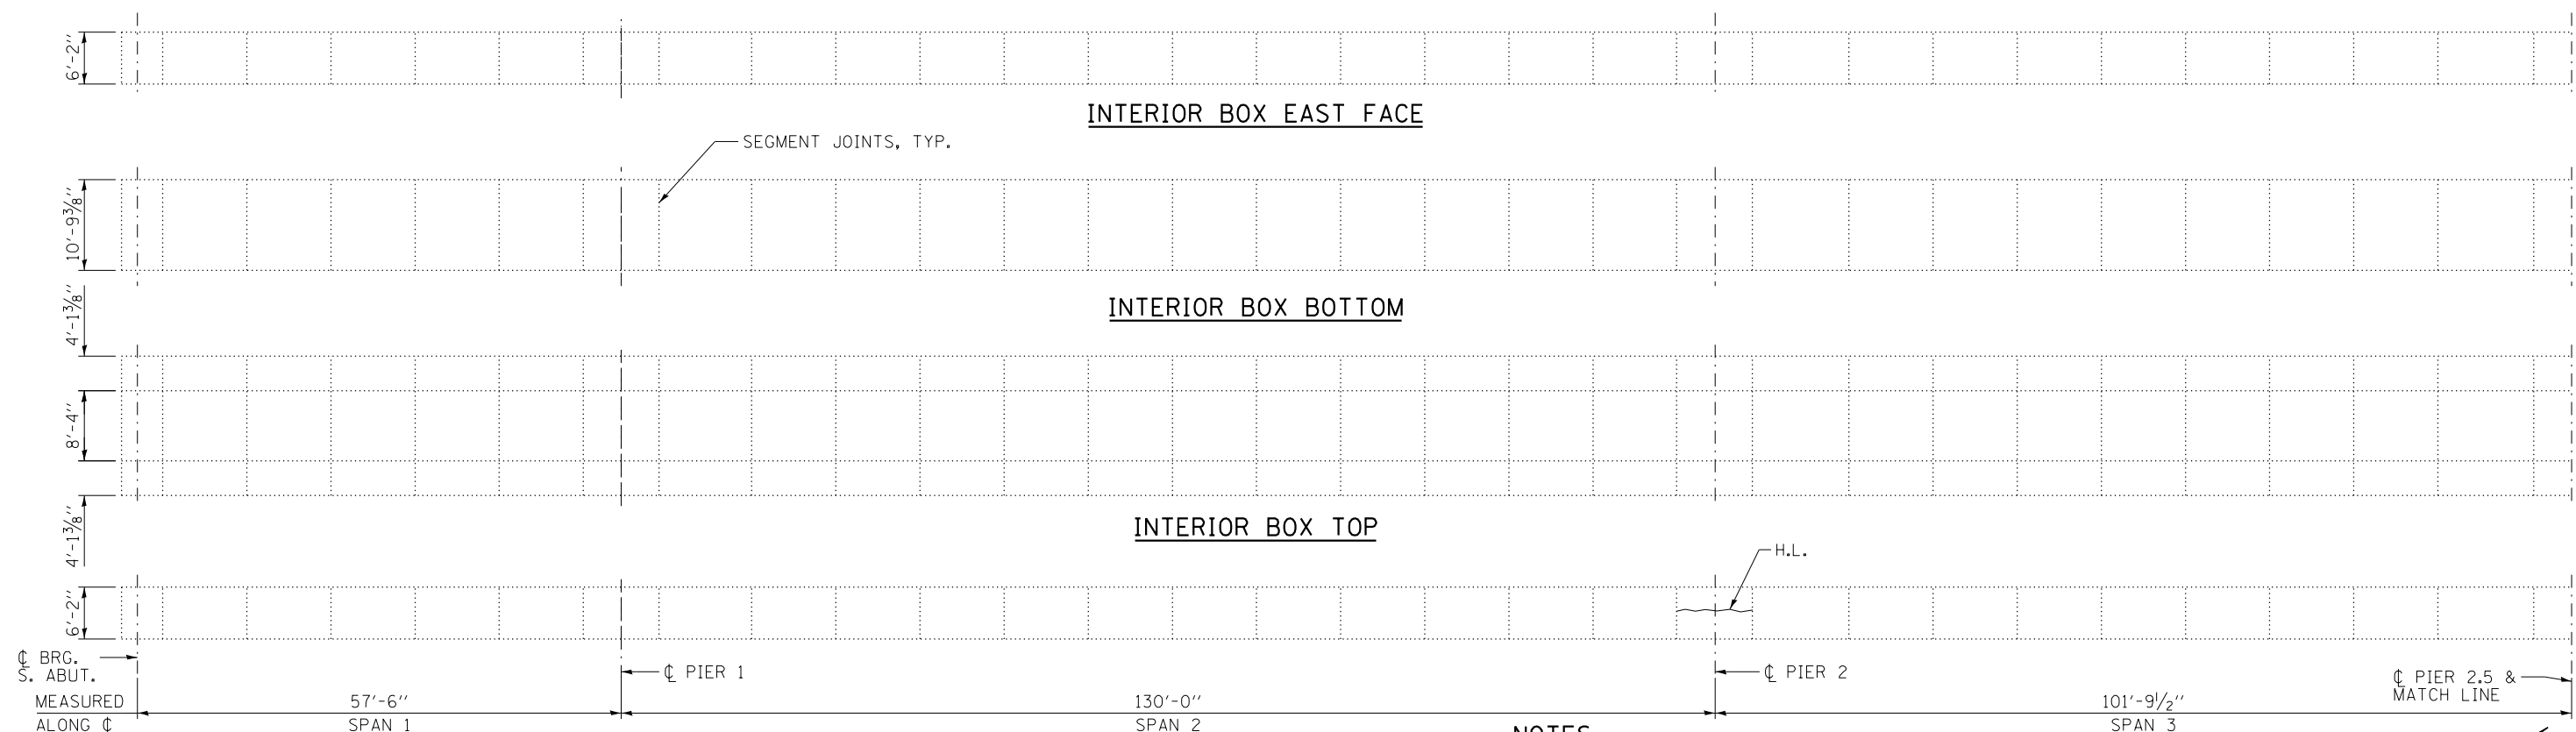 6'-2"
INTERIOR BOX EAST FACE
SEGMENT JOINTS, TYP.
10'-9⅜"
INTERIOR BOX BOTTOM
4'-1⅜"
8'-4"
4'-1⅜"
INTERIOR BOX TOP
H.L.
6'-2"
℄ BRG.
S. ABUT.
℄ PIER 1
℄ PIER 2
℄ PIER 2.5 &
MATCH LINE
MEASURED
ALONG ℄
57'-6"
SPAN 1
130'-0"
SPAN 2
101'-9½"
SPAN 3
NOTES